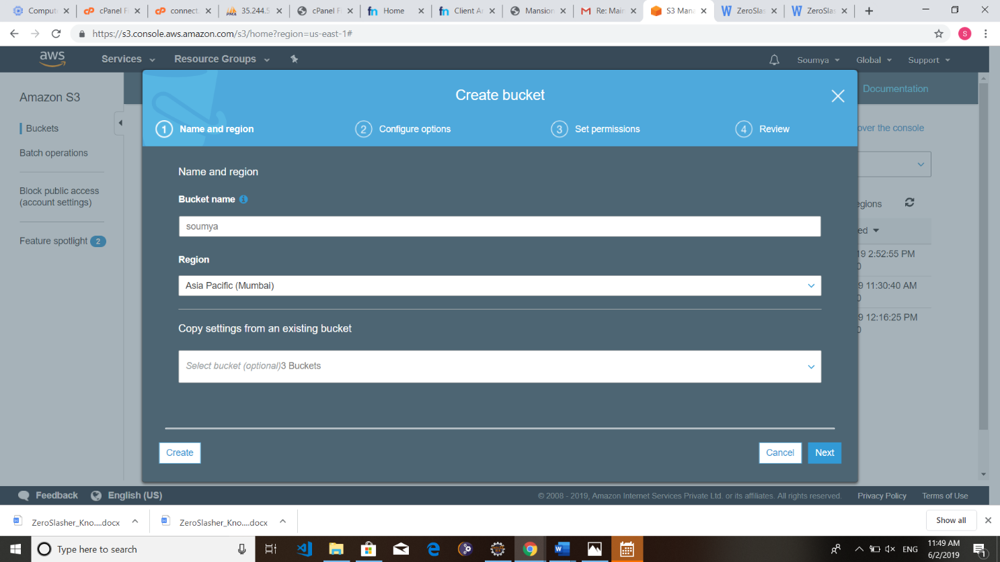 Comput
cPanel F
connect.
35.244.5
cPanel F
Home
Client A
Mansion
Re: Main
S3 Mana
ZeroSlas
ZeroSlas
https://s3.console.aws.amazon.com/s3/home?region=us-east-1#
S
aws
Services
Resource Groups
Soumya
Global
Support
Amazon S3
Buckets
Batch operations
Block public access
(account settings)
Feature spotlight 2
Create bucket
1 Name and region
2 Configure options
3 Set permissions
4 Review
Documentation
over the console
egions
ed
19 2:52:55 PM
0
9 11:30:40 AM
0
9 12:16:25 PM
0
Name and region
Bucket name
soumya
Region
Asia Pacific (Mumbai)
Copy settings from an existing bucket
Select bucket (optional)3 Buckets
Create
Cancel
Next
Feedback
English (US)
© 2008 - 2019, Amazon Internet Services Private Ltd. or its affiliates. All rights reserved.
Privacy Policy
Terms of Use
ZeroSlasher_Kno....docx
ZeroSlasher_Kno....docx
Show all
Type here to search
ENG
11:49 AM
6/2/2019
1